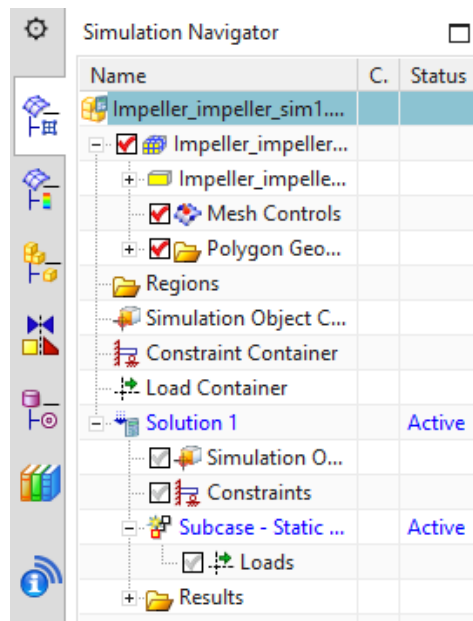 Simulation Navigator
Name C. Status
Impeller_impeller_sim1....
Impeller_impeller...
Impeller_impelle...
Mesh Controls
Polygon Geo...
Regions
Simulation Object C...
Constraint Container
Load Container
Solution 1 Active
Simulation O...
Constraints
Subcase - Static ... Active
Loads
Results